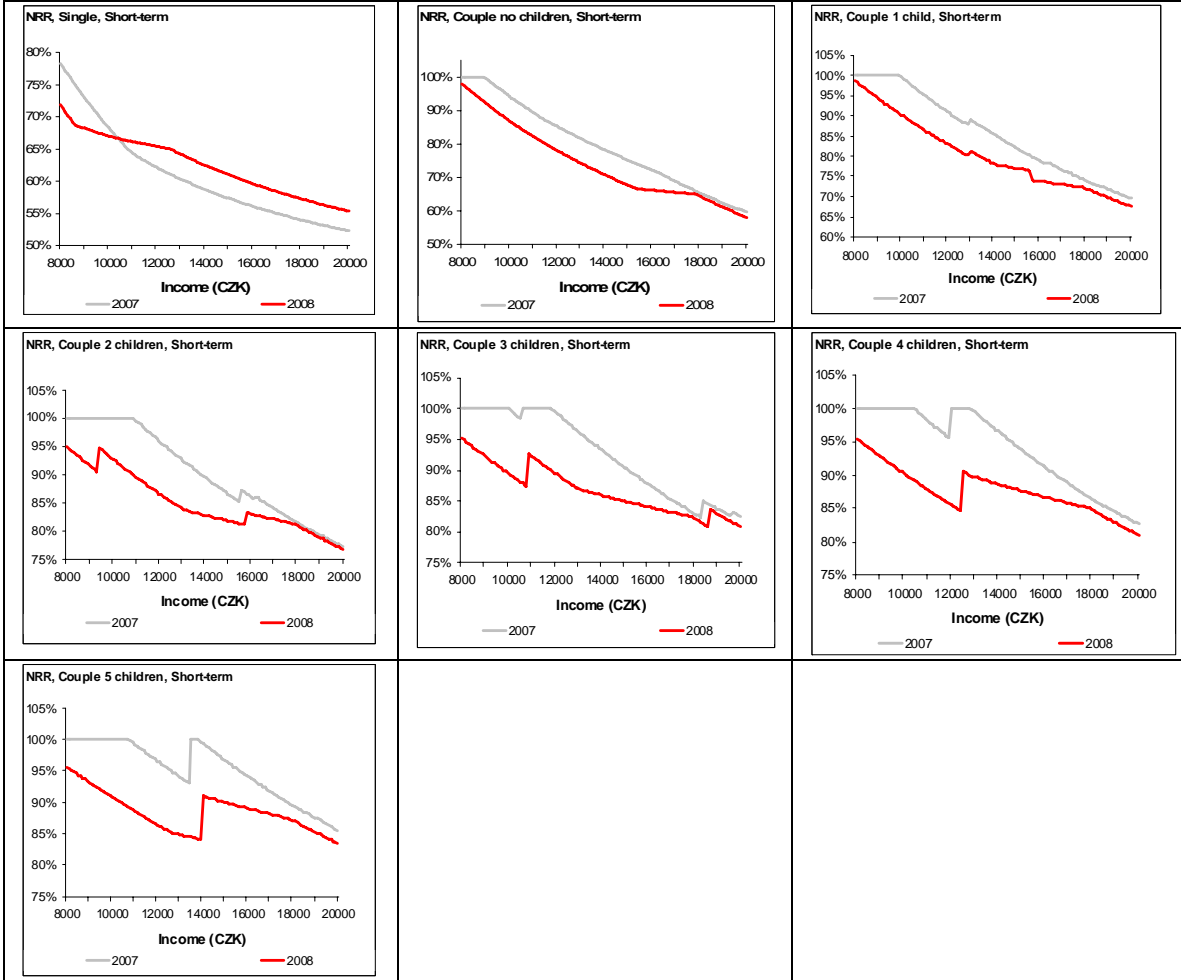 NRR, Single, Short-term
80%
75%
70%
65%
60%
55%
50%
8000 10000 12000 14000 16000 18000 20000
Income (CZK)
2007 2008
NRR, Couple no children, Short-term
100%
90%
80%
70%
60%
50%
8000 10000 12000 14000 16000 18000 20000
Income (CZK)
2007 2008
NRR, Couple 1 child, Short-term
105%
100%
95%
90%
85%
80%
75%
70%
65%
60%
8000 10000 12000 14000 16000 18000 20000
Income (CZK)
2007 2008
NRR, Couple 2 children, Short-term
105%
100%
95%
90%
85%
80%
75%
8000 10000 12000 14000 16000 18000 20000
Income (CZK)
2007 2008
NRR, Couple 3 children, Short-term
105%
100%
95%
90%
85%
80%
75%
8000 10000 12000 14000 16000 18000 20000
Income (CZK)
2007 2008
NRR, Couple 4 children, Short-term
105%
100%
95%
90%
85%
80%
75%
8000 10000 12000 14000 16000 18000 20000
Income (CZK)
2007 2008
NRR, Couple 5 children, Short-term
105%
100%
95%
90%
85%
80%
75%
8000 10000 12000 14000 16000 18000 20000
Income (CZK)
2007 2008